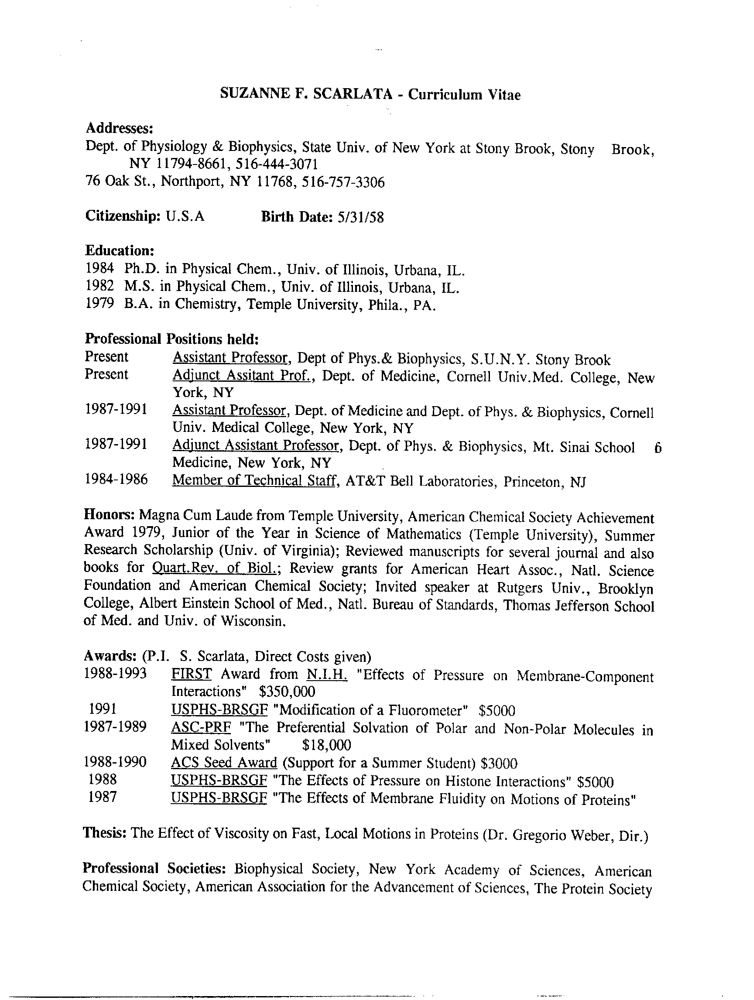 SUZANNE F. SCARLATA - Curriculum Vitae
Addresses:
Dept. of Physiology & Biophysics, State Univ. of New York at Stony Brook, Stony Brook,
NY 11794-8661, 516-444-3071
76 Oak St., Northport, NY 11768, 516-757-3306
Citizenship: U.S.A Birth Date: 5/31/58
Education:
1984 Ph.D. in Physical Chem., Univ. of Illinois, Urbana, IL.
1982 M.S. in Physical Chem., Univ. of Illinois, Urbana, IL.
1979 B.A. in Chemistry, Temple University, Phila., PA.
Professional Positions held:
Present Assistant Professor, Dept of Phys.& Biophysics, S.U.N.Y. Stony Brook
Present Adjunct Assitant Prof., Dept. of Medicine, Cornell Univ.Med. College, New
York, NY
1987-1991 Assistant Professor, Dept. of Medicine and Dept. of Phys. & Biophysics, Cornell
Univ. Medical College, New York, NY
1987-1991 Adjunct Assistant Professor, Dept. of Phys. & Biophysics, Mt. Sinai School 6
Medicine, New York, NY
1984-1986 Member of Technical Staff, AT&T Bell Laboratories, Princeton, NJ
Honors: Magna Cum Laude from Temple University, American Chemical Society Achievement
Award 1979, Junior of the Year in Science of Mathematics (Temple University), Summer
Research Scholarship (Univ. of Virginia); Reviewed manuscripts for several journal and also
books for Quart.Rev. of Biol.; Review grants for American Heart Assoc., Natl. Science
Foundation and American Chemical Society; Invited speaker at Rutgers Univ., Brooklyn
College, Albert Einstein School of Med., Natl. Bureau of Standards, Thomas Jefferson School
of Med. and Univ. of Wisconsin.
Awards: (P.I. S. Scarlata, Direct Costs given)
1988-1993 FIRST Award from N.I.H. "Effects of Pressure on Membrane-Component
Interactions" $350,000
1991 USPHS-BRSGF "Modification of a Fluorometer" $5000
1987-1989 ASC-PRF "The Preferential Solvation of Polar and Non-Polar Molecules in
Mixed Solvents" $18,000
1988-1990 ACS Seed Award (Support for a Summer Student) $3000
1988 USPHS-BRSGF "The Effects of Pressure on Histone Interactions" $5000
1987 USPHS-BRSGF "The Effects of Membrane Fluidity on Motions of Proteins"
Thesis: The Effect of Viscosity on Fast, Local Motions in Proteins (Dr. Gregorio Weber, Dir.)
Professional Societies: Biophysical Society, New York Academy of Sciences, American
Chemical Society, American Association for the Advancement of Sciences, The Protein Society